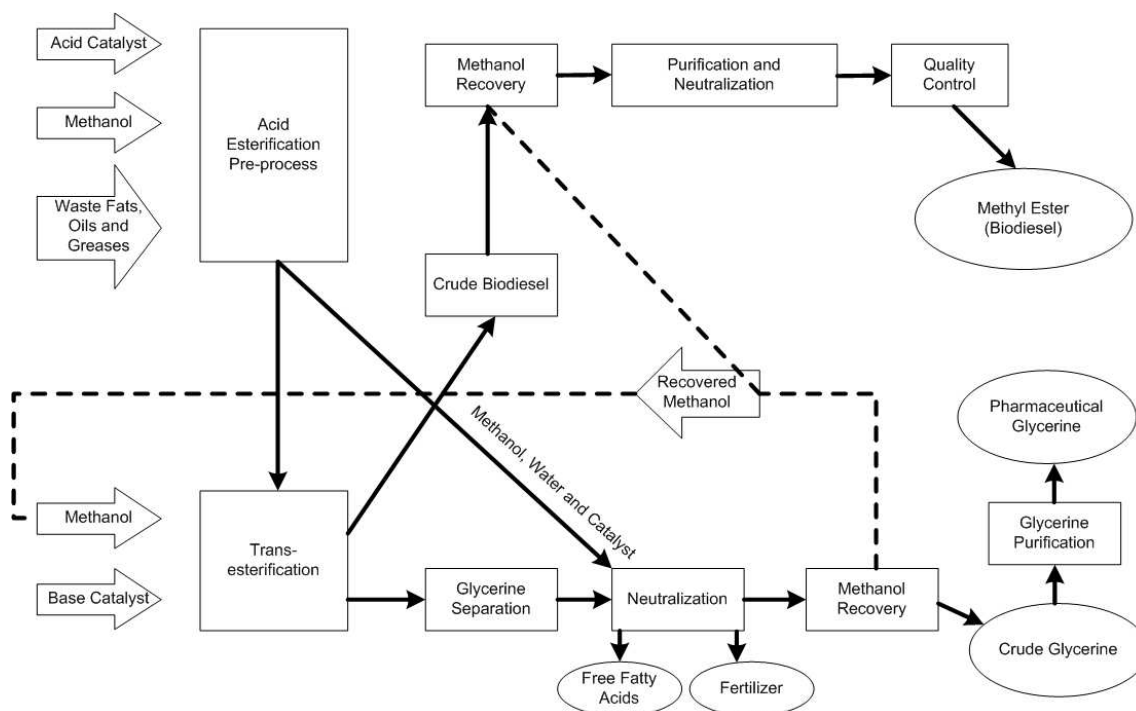 Acid Catalyst
Methanol
Waste Fats,
Oils and
Greases
Acid
Esterification
Pre-process
Methanol
Recovery
Purification and
Neutralization
Quality
Control
Methyl Ester
(Biodiesel)
Crude Biodiesel
Recovered
Methanol
Methanol, Water and Catalyst
Pharmaceutical
Glycerine
Methanol
Base Catalyst
Trans-
esterification
Glycerine
Separation
Neutralization
Methanol
Recovery
Glycerine
Purification
Crude Glycerine
Free Fatty
Acids
Fertilizer